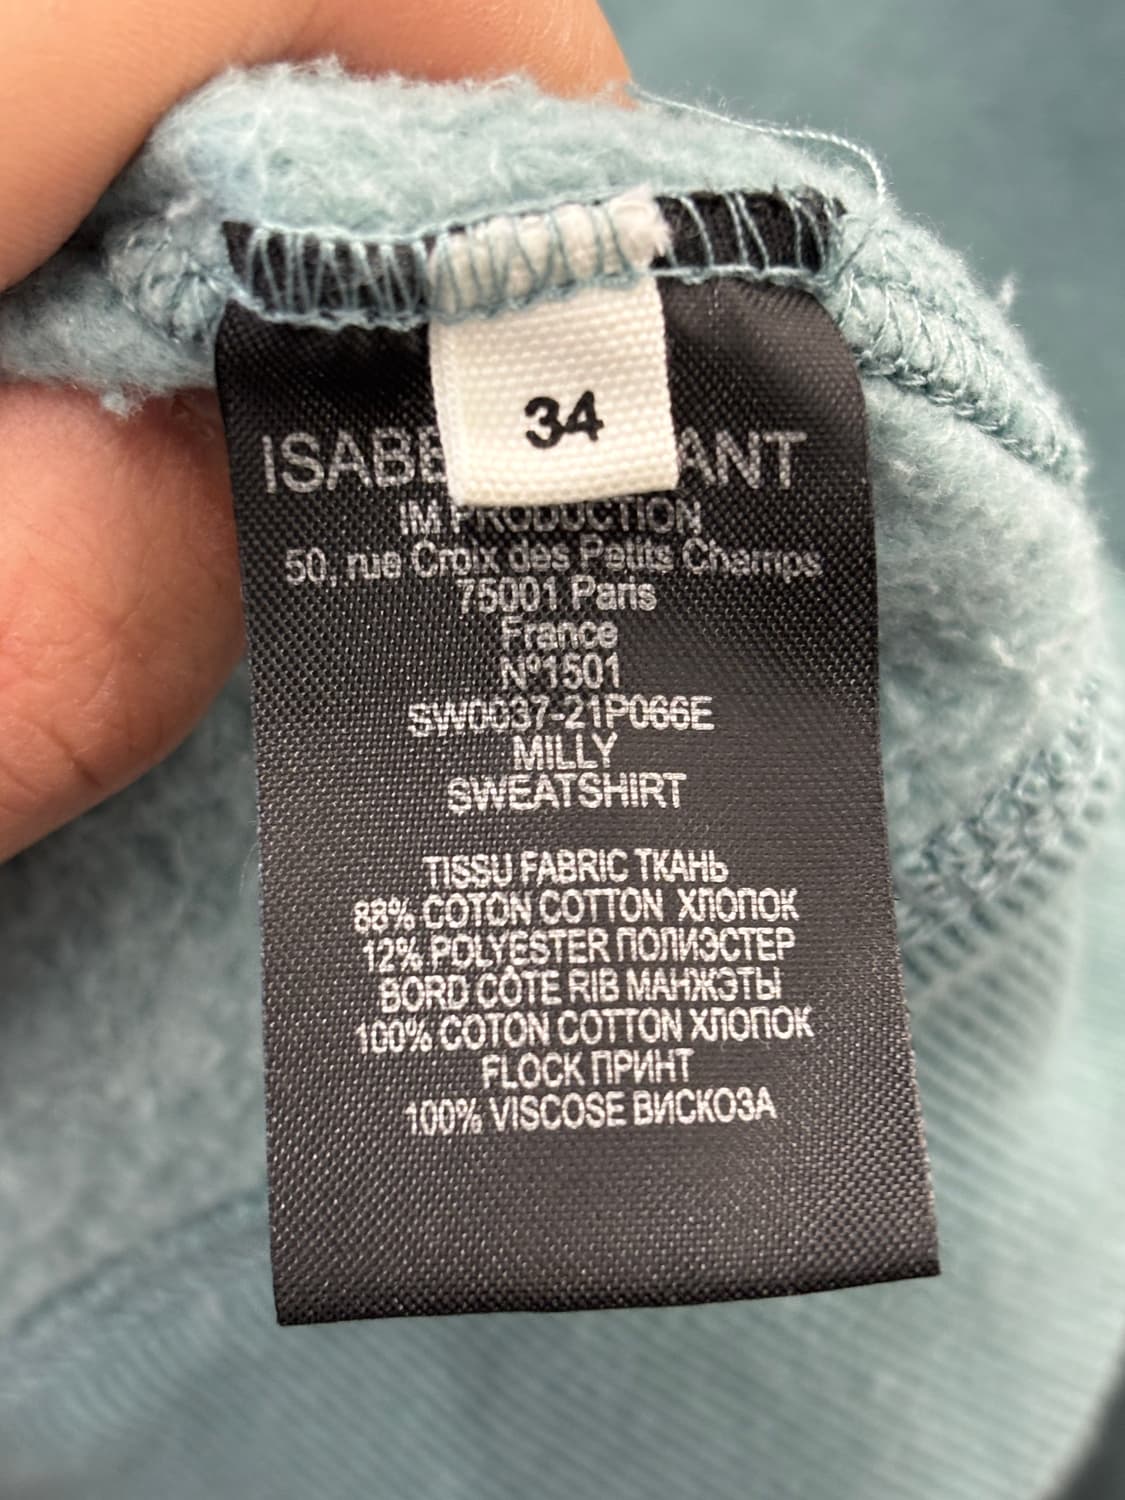 34
ISABE ANT
IM PRODUCTION
50, rue Croix des Petits Champs
75001 Paris
France
Nº1501
SW0037-21P066E
MILLY
SWEATSHIRT
TISSU FABRIC ТКАНЬ
88% COTON COTTON ХЛОПОК
12% POLYESTER ПОЛИЭСТЕР
BORD CÔTE RIB МАНЖЭТЫ
100% COTON COTTON ХЛОПОК
FLOCK ПРИНТ
100% VISCOSE ВИСКОЗА